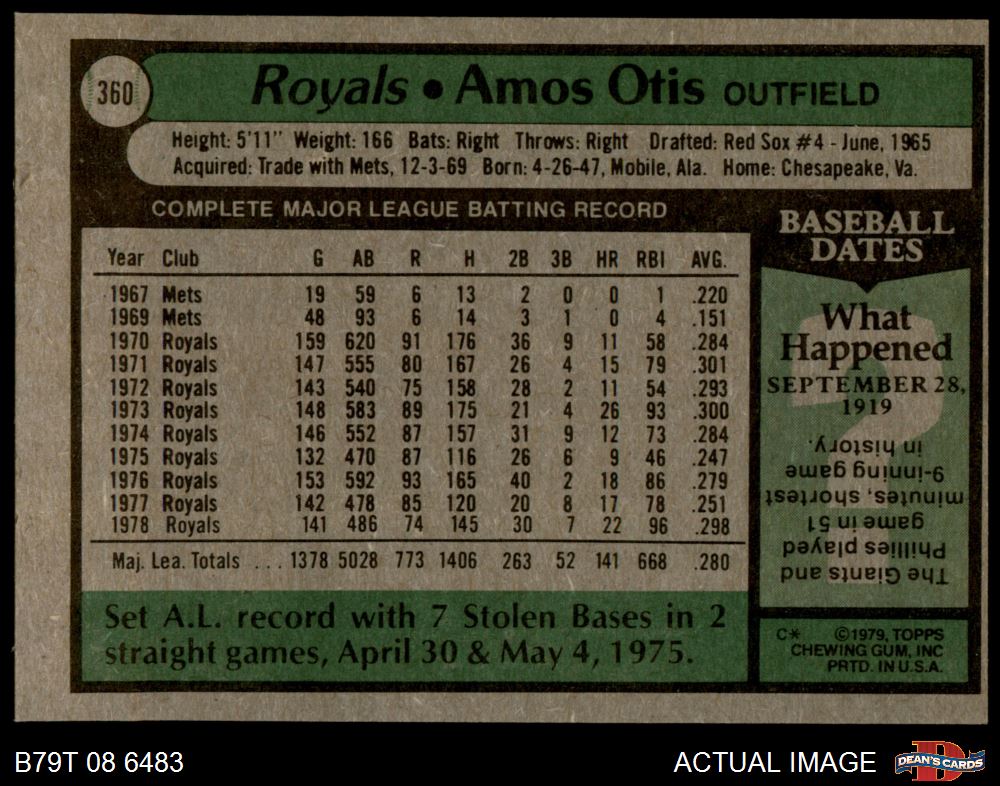 360
Royals • Amos Otis OUTFIELD
Height: 5'11" Weight: 166 Bats: Right Throws: Right Drafted: Red Sox #4 - June, 1965
Acquired: Trade with Mets, 12-3-69 Born: 4-26-47, Mobile, Ala. Home: Chesapeake, Va.
COMPLETE MAJOR LEAGUE BATTING RECORD
Year Club G AB R H 2B 3B HR RBI AVG.
1967 Mets 19 59 6 13 2 0 0 1 .220
1969 Mets 48 93 6 14 3 1 0 4 .151
1970 Royals 159 620 91 176 36 9 11 58 .284
1971 Royals 147 555 80 167 26 4 15 79 .301
1972 Royals 143 540 75 158 28 2 11 54 .293
1973 Royals 148 583 89 175 21 4 26 93 .300
1974 Royals 146 552 87 157 31 9 12 73 .284
1975 Royals 132 470 87 116 26 6 9 46 .247
1976 Royals 153 592 93 165 40 2 18 86 .279
1977 Royals 142 478 85 120 20 8 17 78 .251
1978 Royals 141 486 74 145 30 7 22 96 .298
Maj. Lea. Totals ... 1378 5028 773 1406 263 52 141 668 .280
Set A.L. record with 7 Stolen Bases in 2
straight games, April 30 & May 4, 1975.
BASEBALL
DATES
What
Happened
SEPTEMBER 28,
1919
The Giants and
Phillies played
game in 51
minutes, shortest
9-inning game
in history.
C* ©1979, TOPPS
CHEWING GUM, INC
PRTD. IN U.S.A.
B79T 08 6483
ACTUAL IMAGE
D
DEAN'S CARDS